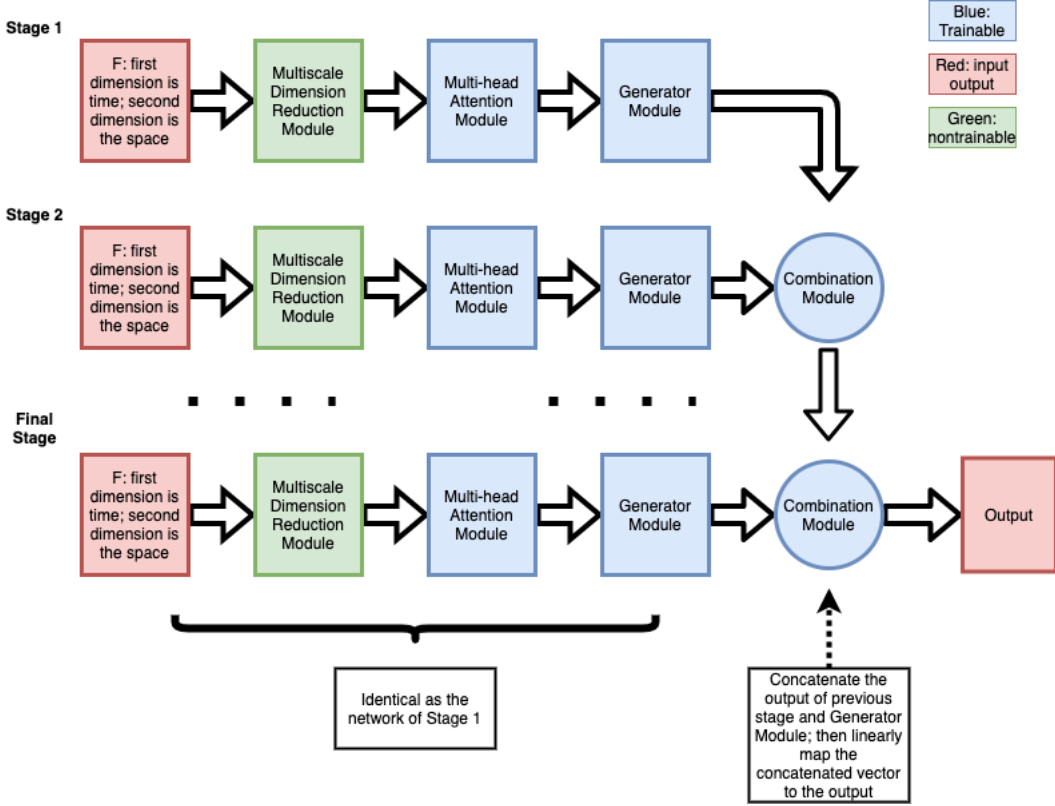 Stage 1
F: first
dimension is
time; second
dimension is
the space
Multiscale
Dimension
Reduction
Module
Multi-head
Attention
Module
Generator
Module
Blue:
Trainable
Red: input
output
Green:
nontrainable
Stage 2
F: first
dimension is
time; second
dimension is
the space
Multiscale
Dimension
Reduction
Module
Multi-head
Attention
Module
Generator
Module
Combination
Module
Final
Stage
F: first
dimension is
time; second
dimension is
the space
Multiscale
Dimension
Reduction
Module
Multi-head
Attention
Module
Generator
Module
Combination
Module
Output
Identical as the
network of Stage 1
Concatenate the
output of previous
stage and Generator
Module; then linearly
map the
concatenated vector
to the output